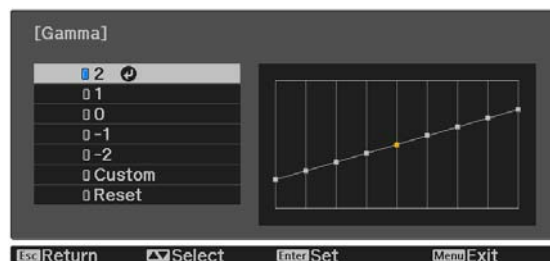 [Gamma]
2
1
0
-1
-2
Custom
Reset
Esc Return Select Enter Set Menu Exit